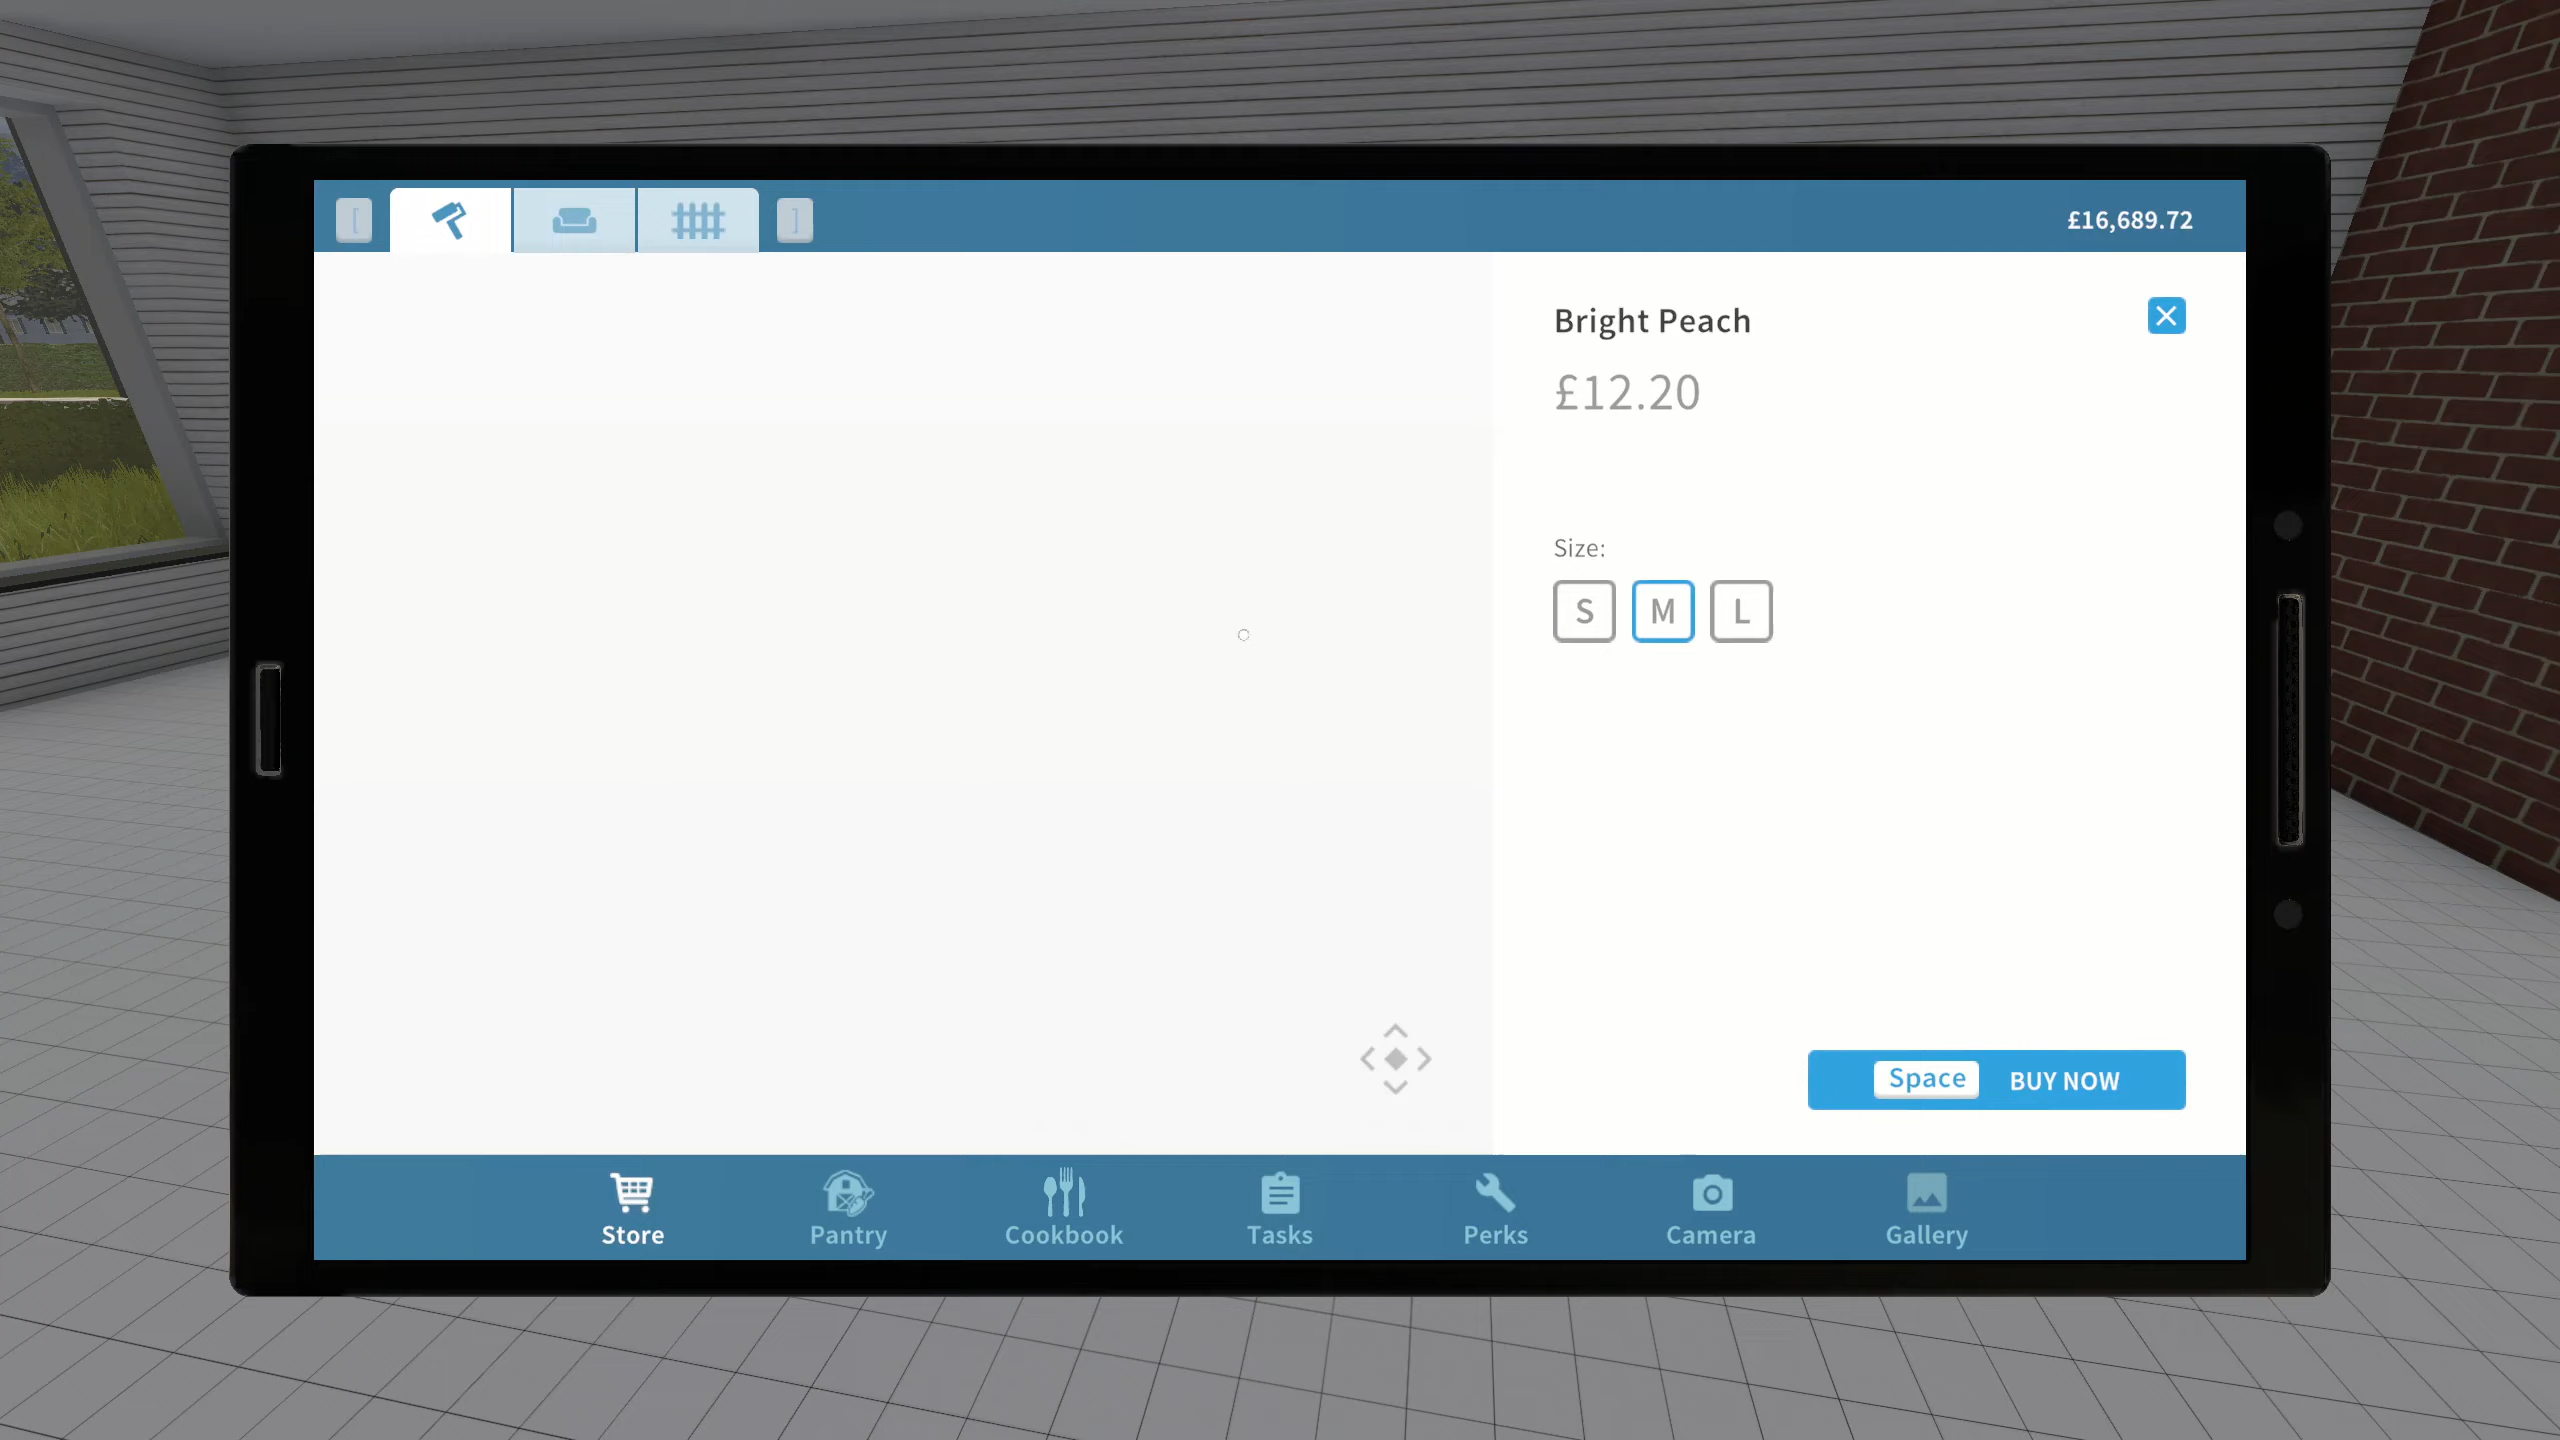 [
]
£16,689.72
Bright Peach
£12.20
Size:
S M L
Space BUY NOW
Store
Pantry
Cookbook
Tasks
Perks
Camera
Gallery